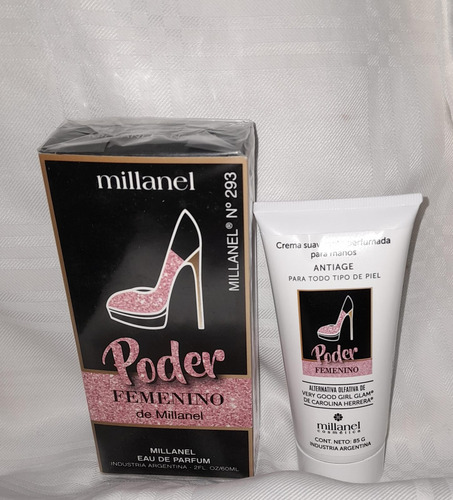 millanel
MILLANEL® Nº 293
Poder
FEMENINO
de Millanel
MILLANEL
EAU DE PARFUM
INDUSTRIA ARGENTINA - 2FL. OZ/60ML
Crema perfumada
para manos
ANTIAGE
PARA TODO TIPO DE PIEL
Poder
FEMENINO
ALTERNATIVA OLFATIVA DE
VERY GOOD GIRL GLAM®
DE CAROLINA HERRERA®
millanel
cosmética
CONT. NETO: 85 G
INDUSTRIA ARGENTINA